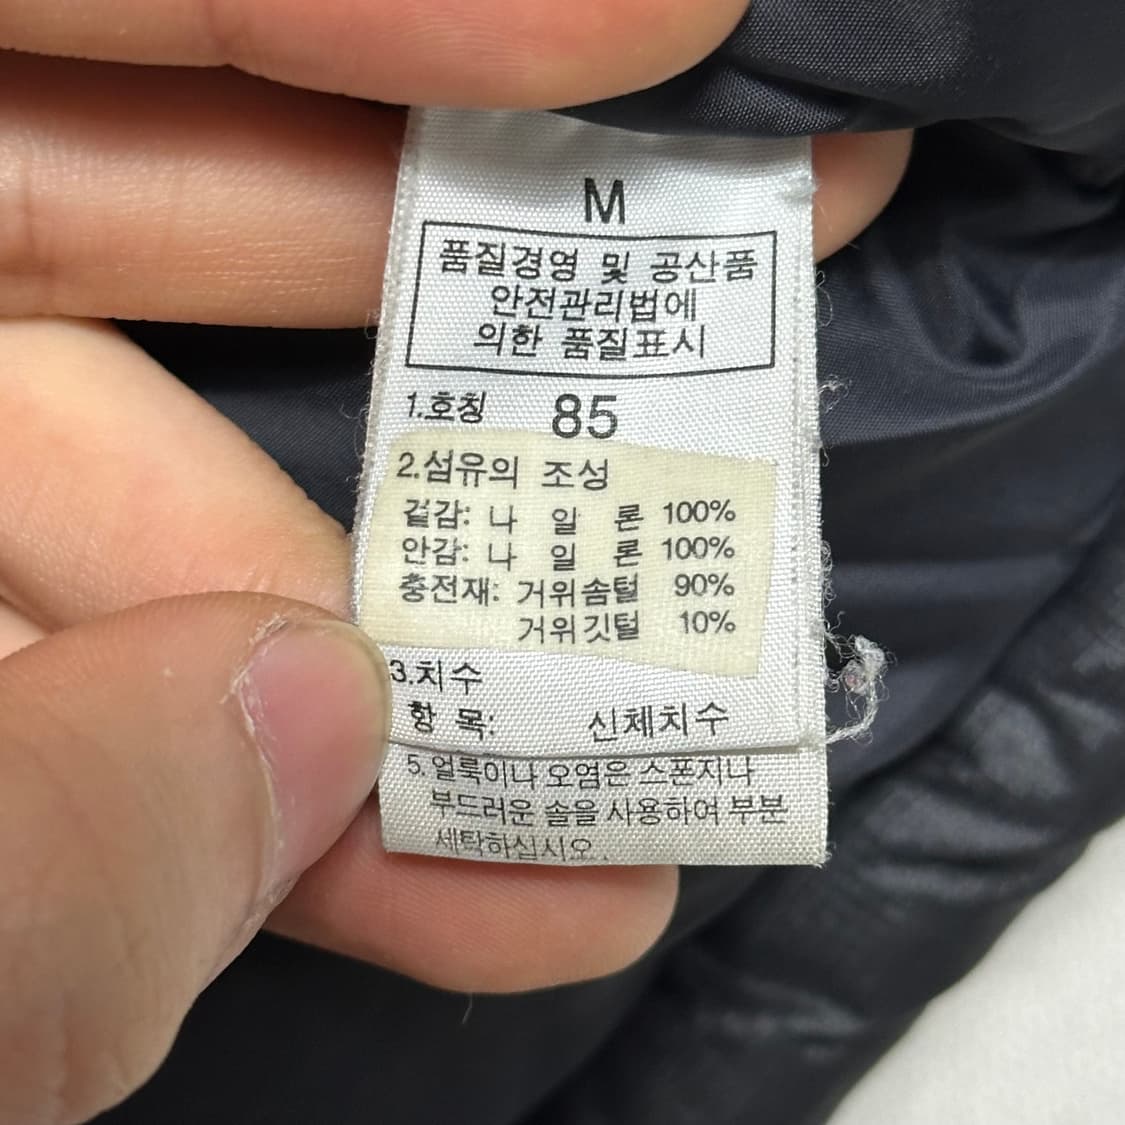 M
품질경영 및 공산품
안전관리법에
의한 품질표시
1.호칭 85
2.섬유의 조성
겉감: 나 일 론 100%
안감: 나 일 론 100%
충전재: 거위솜털 90%
거위깃털 10%
3.치수
항 목: 신체치수
5.얼룩이나 오염은 스폰지나
부드러운 솔을 사용하여 부분
세탁하십시오.